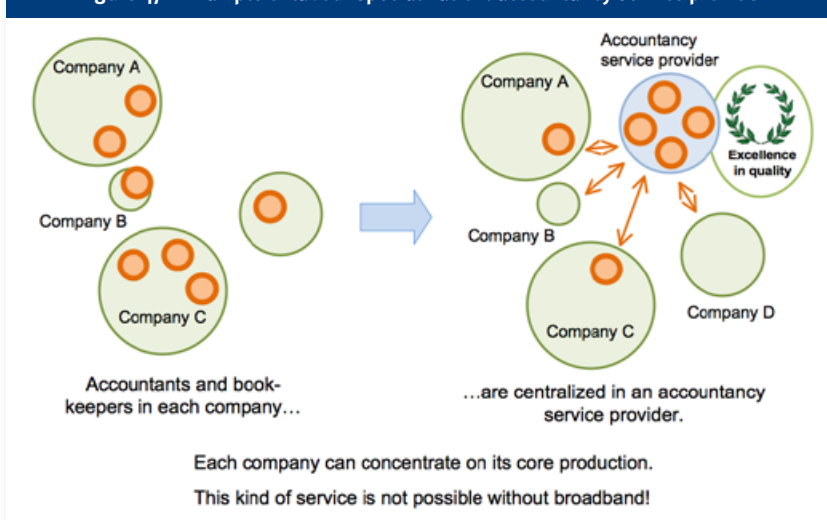 Company A
Company B
Company C
Accountants and book-
keepers in each company…
Accountancy
service provider
Company A
Excellence
in quality
Company B
Company C
Company D
…are centralized in an accountancy
service provider.
Each company can concentrate on its core production.
This kind of service is not possible without broadband!